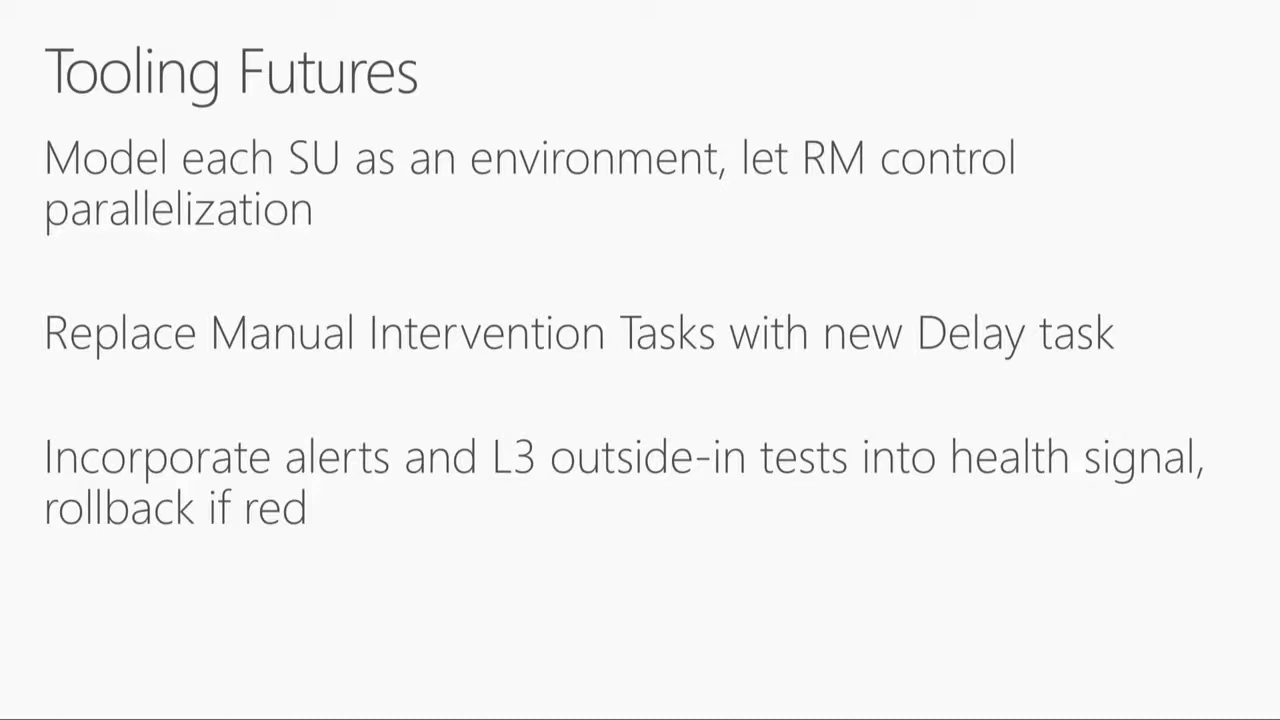 Tooling Futures
Model each SU as an environment, let RM control
parallelization
Replace Manual Intervention Tasks with new Delay task
Incorporate alerts and L3 outside-in tests into health signal,
rollback if red